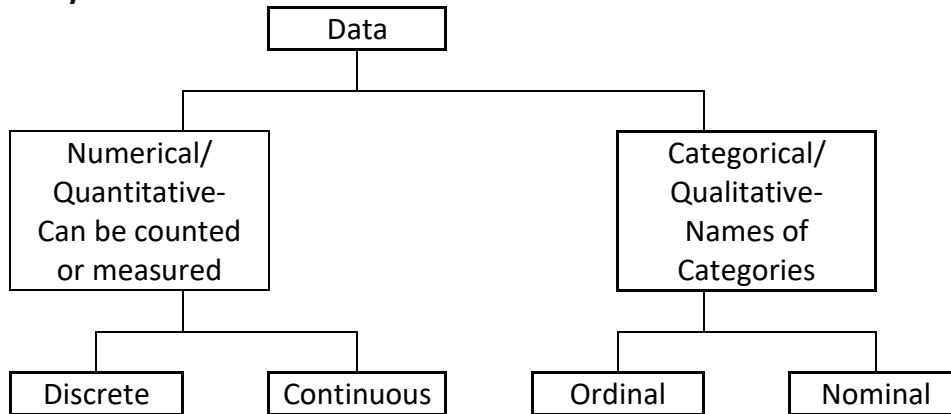 Data
Numerical/
Quantitative-
Can be counted
or measured
Categorical/
Qualitative-
Names of
Categories
Discrete
Continuous
Ordinal
Nominal